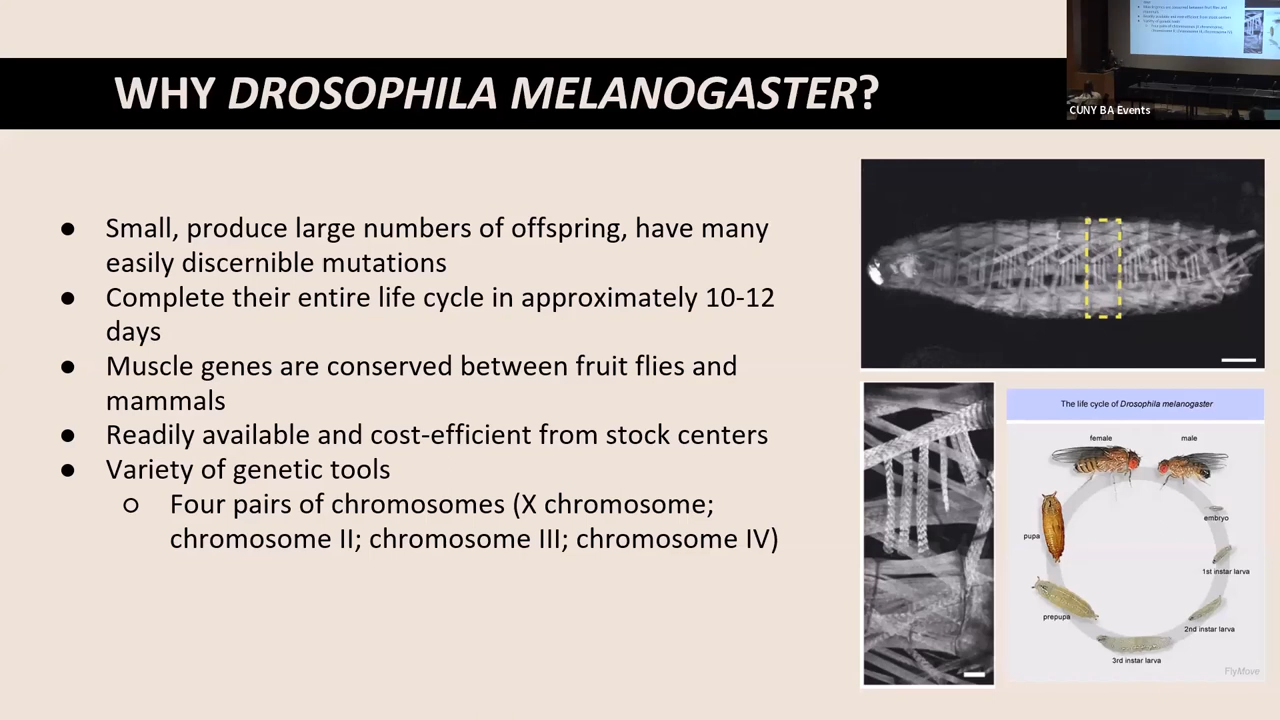 WHY DROSOPHILA MELANOGASTER?
CUNY BA Events
● Small, produce large numbers of offspring, have many
easily discernible mutations
● Complete their entire life cycle in approximately 10-12
days
● Muscle genes are conserved between fruit flies and
mammals
● Readily available and cost-efficient from stock centers
● Variety of genetic tools
○ Four pairs of chromosomes (X chromosome;
chromosome II; chromosome III; chromosome IV)
The life cycle of Drosophila melanogaster
female
male
embryo
pupa
1st instar larva
prepupa
2nd instar larva
3rd instar larva
FlyMove